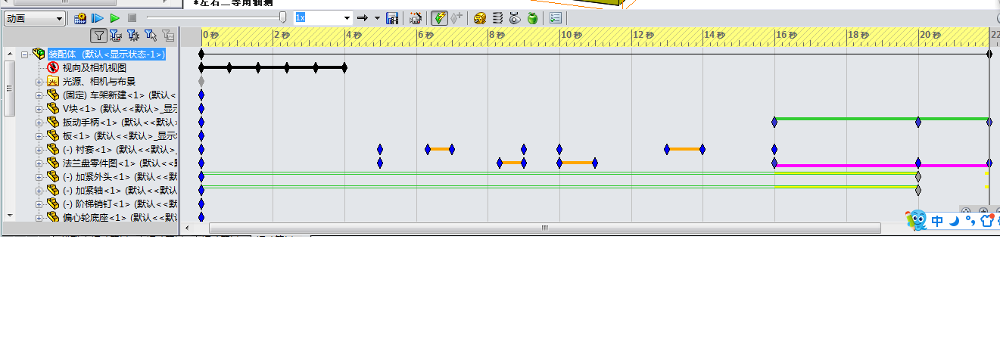 *左右二等角轴测
动画 1x
0 秒 2 秒 4 秒 6 秒 8 秒 10 秒 12 秒 14 秒 16 秒 18 秒 20 秒 22
装配体 (默认<显示状态-1>)
视向及相机视图
光源、相机与布景
(固定) 车架新建<1> (默认<
V块<1> (默认<<默认>_显示
扳动手柄<1> (默认<<默认>
板<1> (默认<<默认>_显示
(-) 衬套<1> (默认<<默认>_
法兰盘零件图<1> (默认<<默
(-) 加紧外头<1> (默认<<默
(-) 加紧轴<1> (默认<<默认
(-) 阶梯销钉<1> (默认<<默
偏心轮底座<1> (默认<<默
中